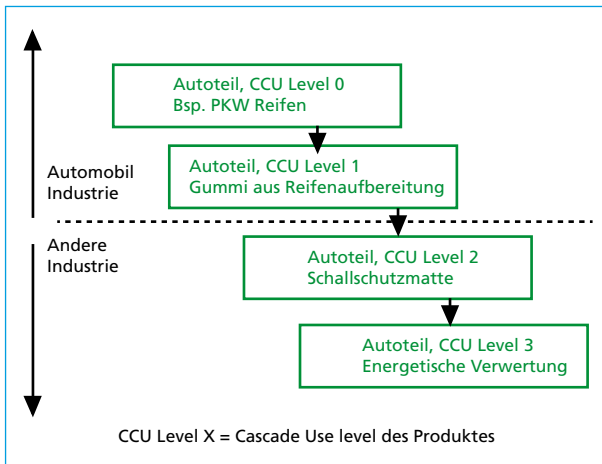 Autoteil, CCU Level 0
Bsp. PKW Reifen
Autoteil, CCU Level 1
Gummi aus Reifenaufbereitung
Automobil
Industrie
Andere
Industrie
Autoteil, CCU Level 2
Schallschutzmatte
Autoteil, CCU Level 3
Energetische Verwertung
CCU Level X = Cascade Use level des Produktes